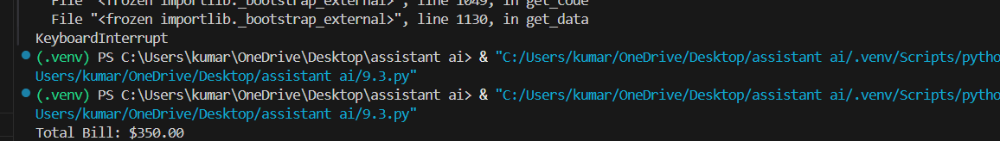 File "<frozen importlib._bootstrap_external>", line 1049, in get_code
File "<frozen importlib._bootstrap_external>", line 1130, in get_data
KeyboardInterrupt
(.venv) PS C:\Users\kumar\OneDrive\Desktop\assistant ai> & "C:/Users/kumar/OneDrive/Desktop/assistant ai/.venv/Scripts/pytho
Users/kumar/OneDrive/Desktop/assistant ai/9.3.py"
(.venv) PS C:\Users\kumar\OneDrive\Desktop\assistant ai> & "C:/Users/kumar/OneDrive/Desktop/assistant ai/.venv/Scripts/pytho
Users/kumar/OneDrive/Desktop/assistant ai/9.3.py"
Total Bill: $350.00